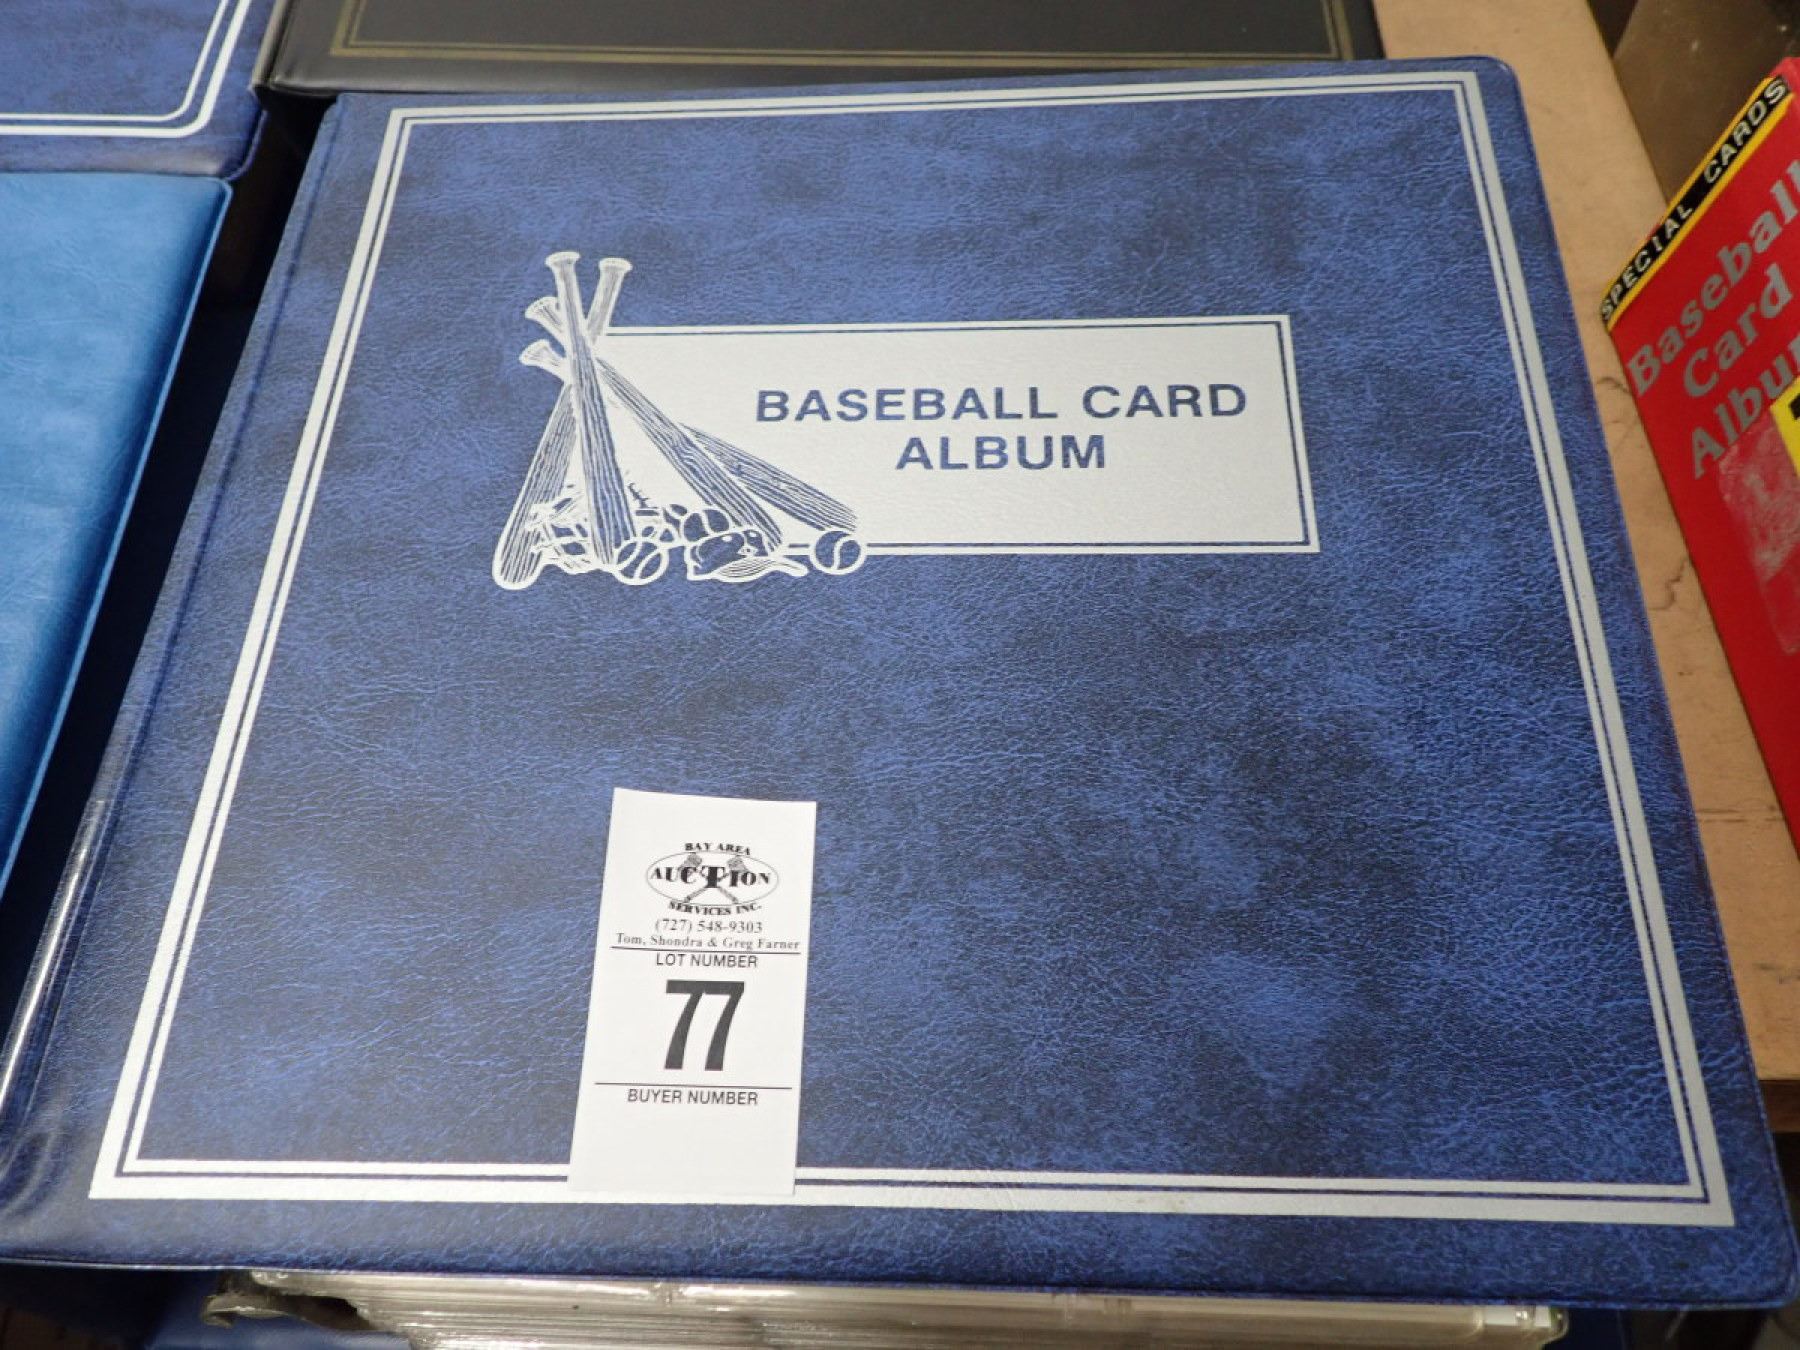 BASEBALL CARD
ALBUM
BAY AREA
AUCTION
SERVICES INC.
(727) 548-9303
Tom, Shondra & Greg Farner
LOT NUMBER
77
BUYER NUMBER
SPECIAL CARDS
Baseball
Card
Album